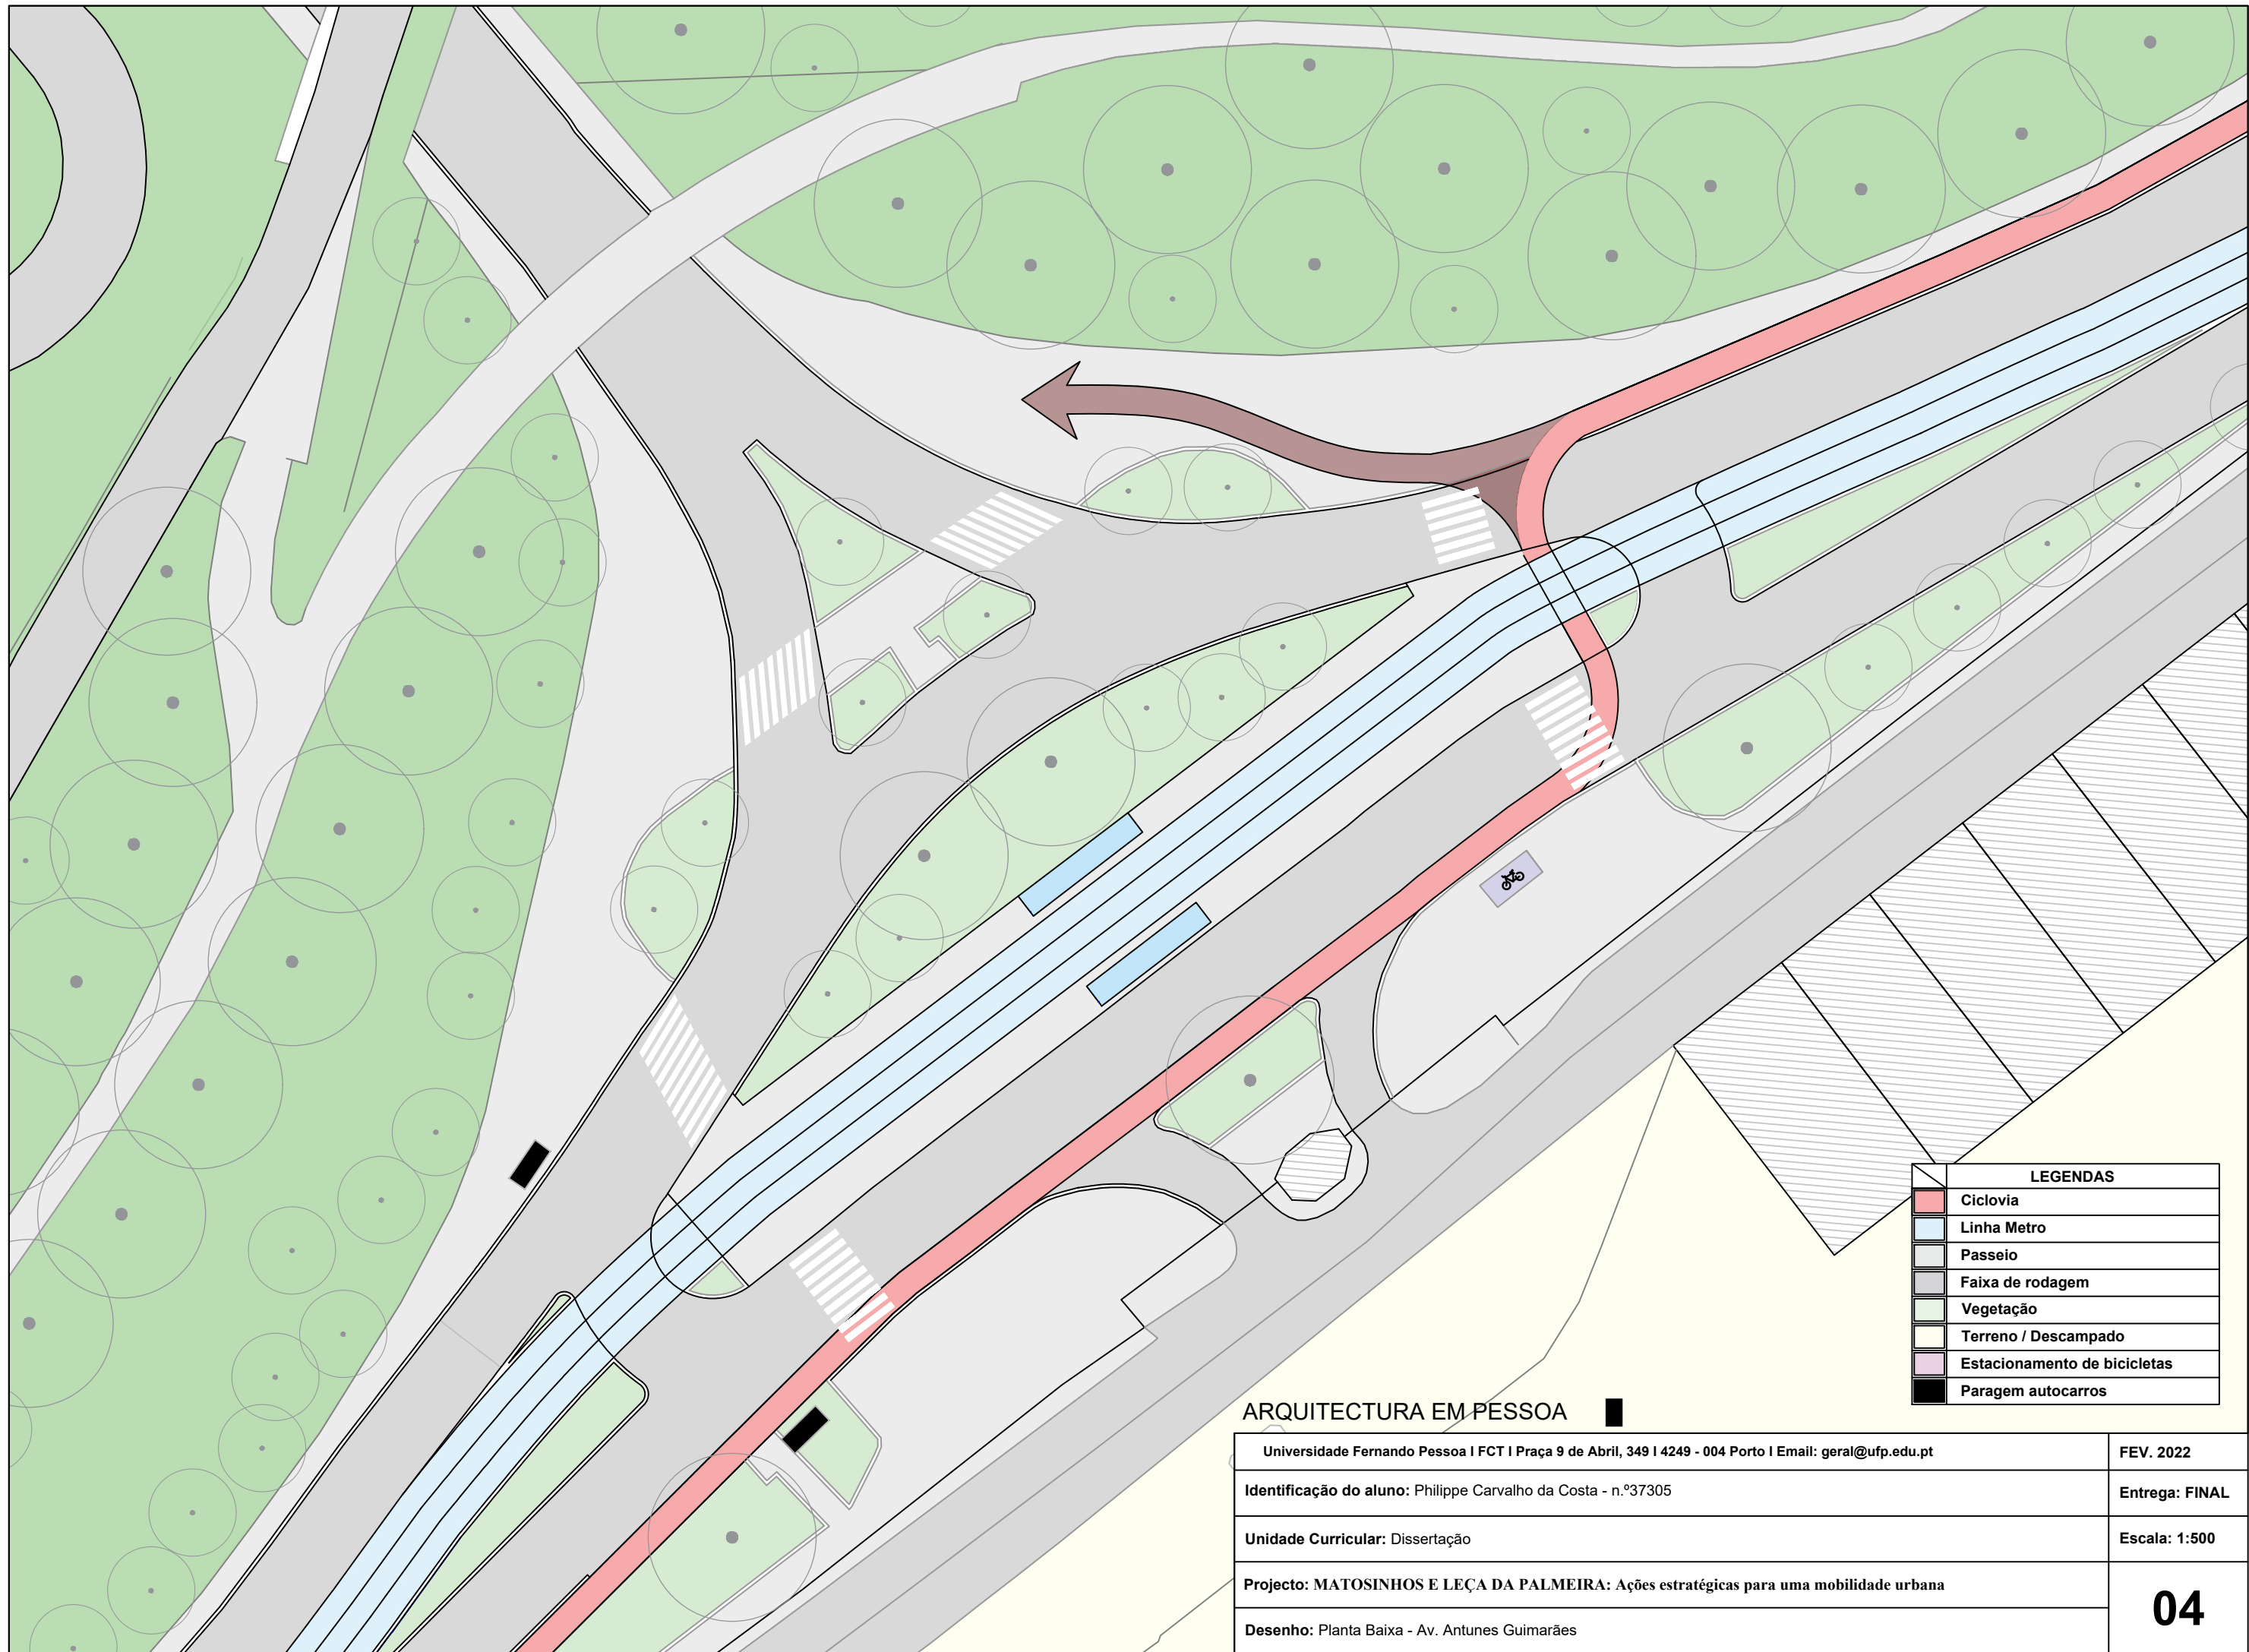 LEGENDAS
Ciclovia
Linha Metro
Passeio
Faixa de rodagem
Vegetação
Terreno / Descampado
Estacionamento de bicicletas
Paragem autocarros
ARQUITECTURA EM PESSOA
Universidade Fernando Pessoa I FCT I Praça 9 de Abril, 349 I 4249 - 004 Porto I Email: geral@ufp.edu.pt
FEV. 2022
Identificação do aluno: Philippe Carvalho da Costa - n.º37305
Entrega: FINAL
Unidade Curricular: Dissertação
Escala: 1:500
Projecto: MATOSINHOS E LEÇA DA PALMEIRA: Ações estratégicas para uma mobilidade urbana
04
Desenho: Planta Baixa - Av. Antunes Guimarães